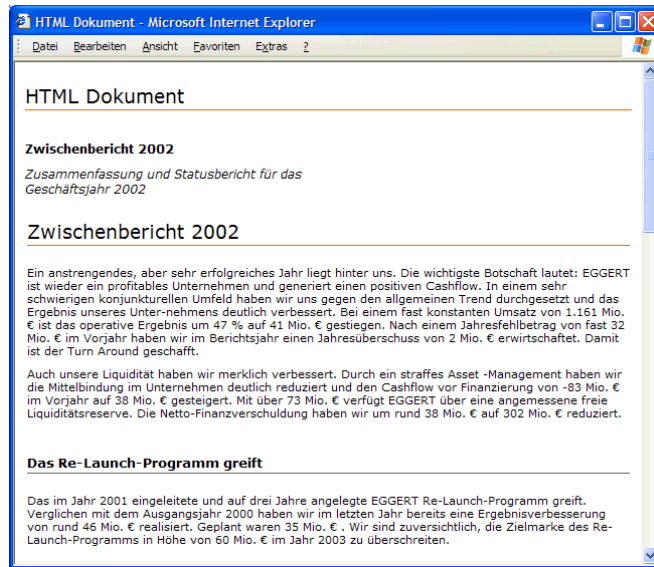 HTML Dokument - Microsoft Internet Explorer
Datei Bearbeiten Ansicht Favoriten Extras ?
HTML Dokument
Zwischenbericht 2002
Zusammenfassung und Statusbericht für das
Geschäftsjahr 2002
Zwischenbericht 2002
Ein anstrengendes, aber sehr erfolgreiches Jahr liegt hinter uns. Die wichtigste Botschaft lautet: EGGERT
ist wieder ein profitables Unternehmen und generiert einen positiven Cashflow. In einem sehr
schwierigen konjunkturellen Umfeld haben wir uns gegen den allgemeinen Trend durchgesetzt und das
Ergebnis unseres Unter-nehmens deutlich verbessert. Bei einem fast konstanten Umsatz von 1.161 Mio.
€ ist das operative Ergebnis um 47 % auf 41 Mio. € gestiegen. Nach einem Jahresfehlbetrag von fast 32
Mio. € im Vorjahr haben wir im Berichtsjahr einen Jahresüberschuss von 2 Mio. € erwirtschaftet. Damit
ist der Turn Around geschafft.
Auch unsere Liquidität haben wir merklich verbessert. Durch ein straffes Asset -Management haben wir
die Mittelbindung im Unternehmen deutlich reduziert und den Cashflow vor Finanzierung von -83 Mio. €
im Vorjahr auf 38 Mio. € gesteigert. Mit über 73 Mio. € verfügt EGGERT über eine angemessene freie
Liquiditätsreserve. Die Netto-Finanzverschuldung haben wir um rund 38 Mio. € auf 302 Mio. € reduziert.
Das Re-Launch-Programm greift
Das im Jahr 2001 eingeleitete und auf drei Jahre angelegte EGGERT Re-Launch-Programm greift.
Verglichen mit dem Ausgangsjahr 2000 haben wir im letzten Jahr bereits eine Ergebnisverbesserung
von rund 46 Mio. € realisiert. Geplant waren 35 Mio. € . Wir sind zuversichtlich, die Zielmarke des Re-
Launch-Programms in Höhe von 60 Mio. € im Jahr 2003 zu überschreiten.